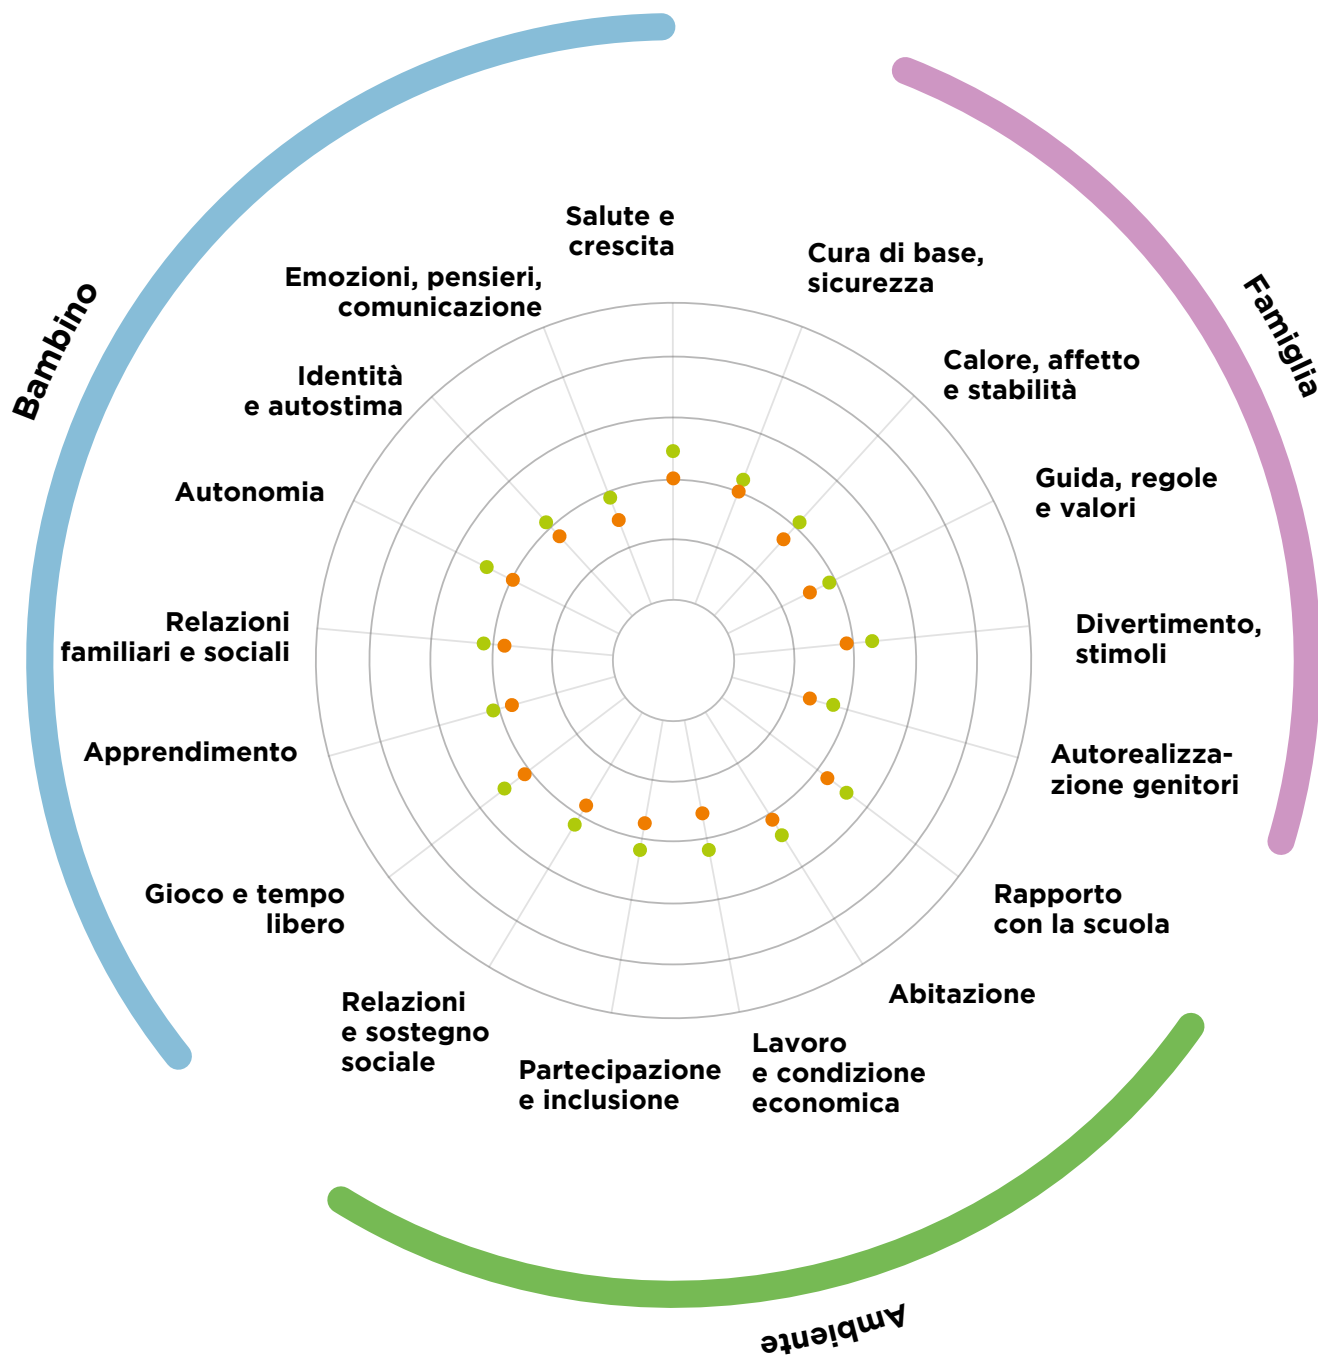 Salute e
crescita
Cura di base,
sicurezza
Emozioni, pensieri,
comunicazione
Bambino
Famiglia
Calore, affetto
e stabilità
Identità
e autostima
Guida, regole
e valori
Autonomia
Relazioni
familiari e sociali
Divertimento,
stimoli
Apprendimento
Autorealizza-
zione genitori
Gioco e tempo
libero
Rapporto
con la scuola
Relazioni
e sostegno
sociale
Abitazione
Partecipazione
e inclusione
Lavoro
e condizione
economica
Ambiente